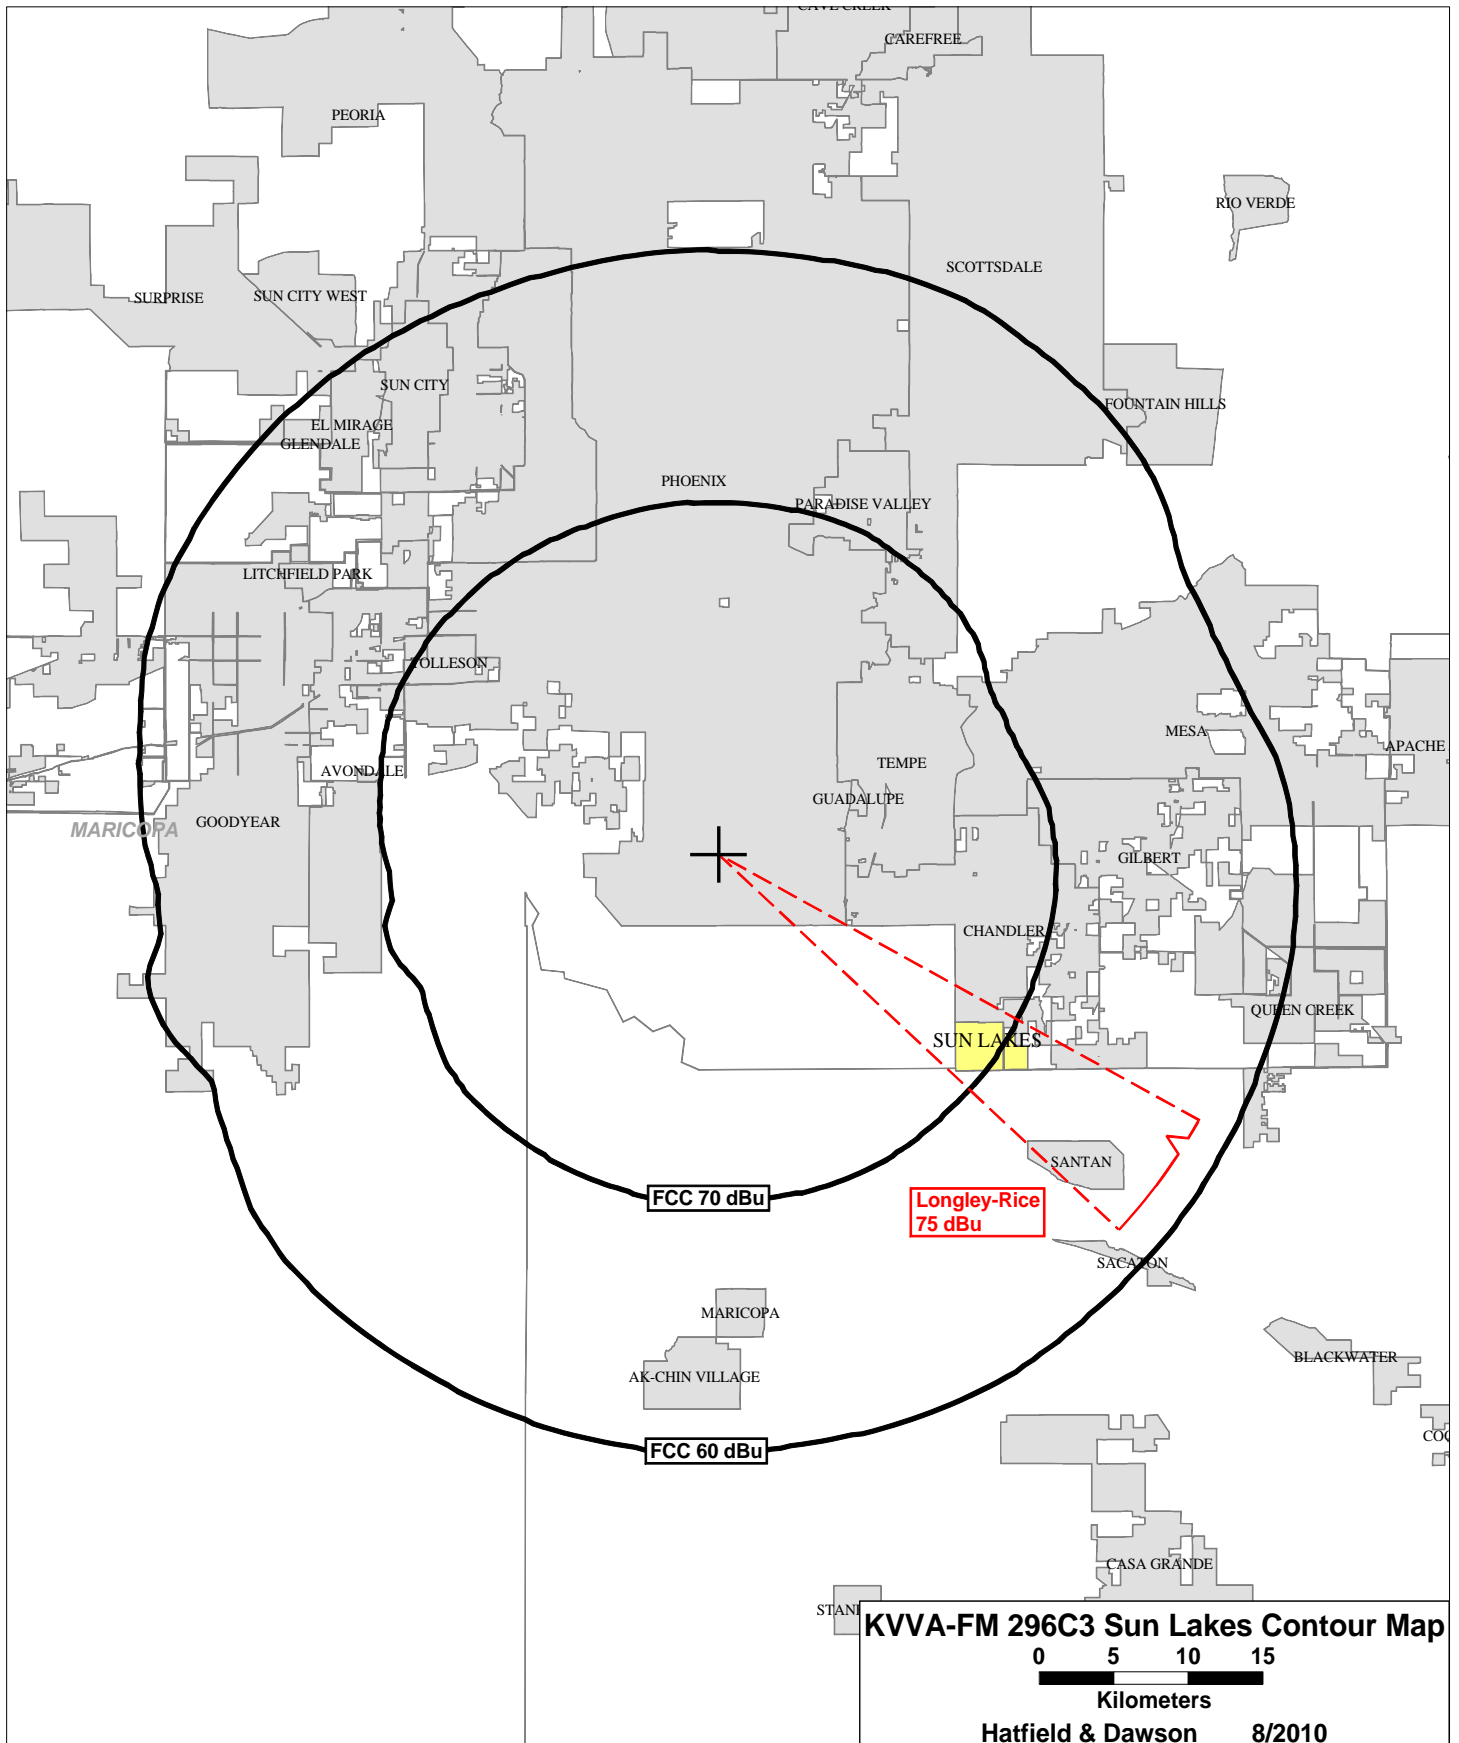 CAVE CREEK
CAREFREE
PEORIA
RIO VERDE
SCOTTSDALE
SURPRISE
SUN CITY WEST
SUN CITY
FOUNTAIN HILLS
EL MIRAGE
GLENDALE
PHOENIX
PARADISE VALLEY
LITCHFIELD PARK
TOLLESON
MESA
APACHE
AVONDALE
TEMPE
GUADALUPE
GOODYEAR
MARICOPA
GILBERT
CHANDLER
QUEEN CREEK
SUN LAKES
SANTAN
FCC 70 dBu
Longley-Rice
75 dBu
SACATON
MARICOPA
BLACKWATER
AK-CHIN VILLAGE
FCC 60 dBu
CASA GRANDE
KVVA-FM 296C3 Sun Lakes Contour Map
0 5 10 15
Kilometers
Hatfield & Dawson 8/2010